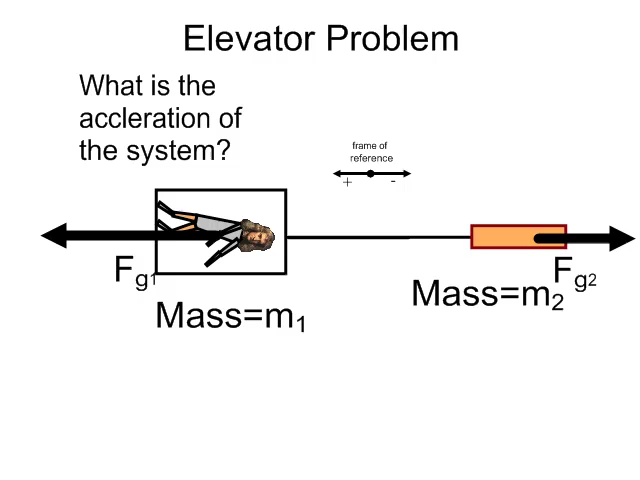 Elevator Problem
What is the
accleration of
the system?
frame of
reference
+ -
Fg1
Fg2
Mass=m2
Mass=m1